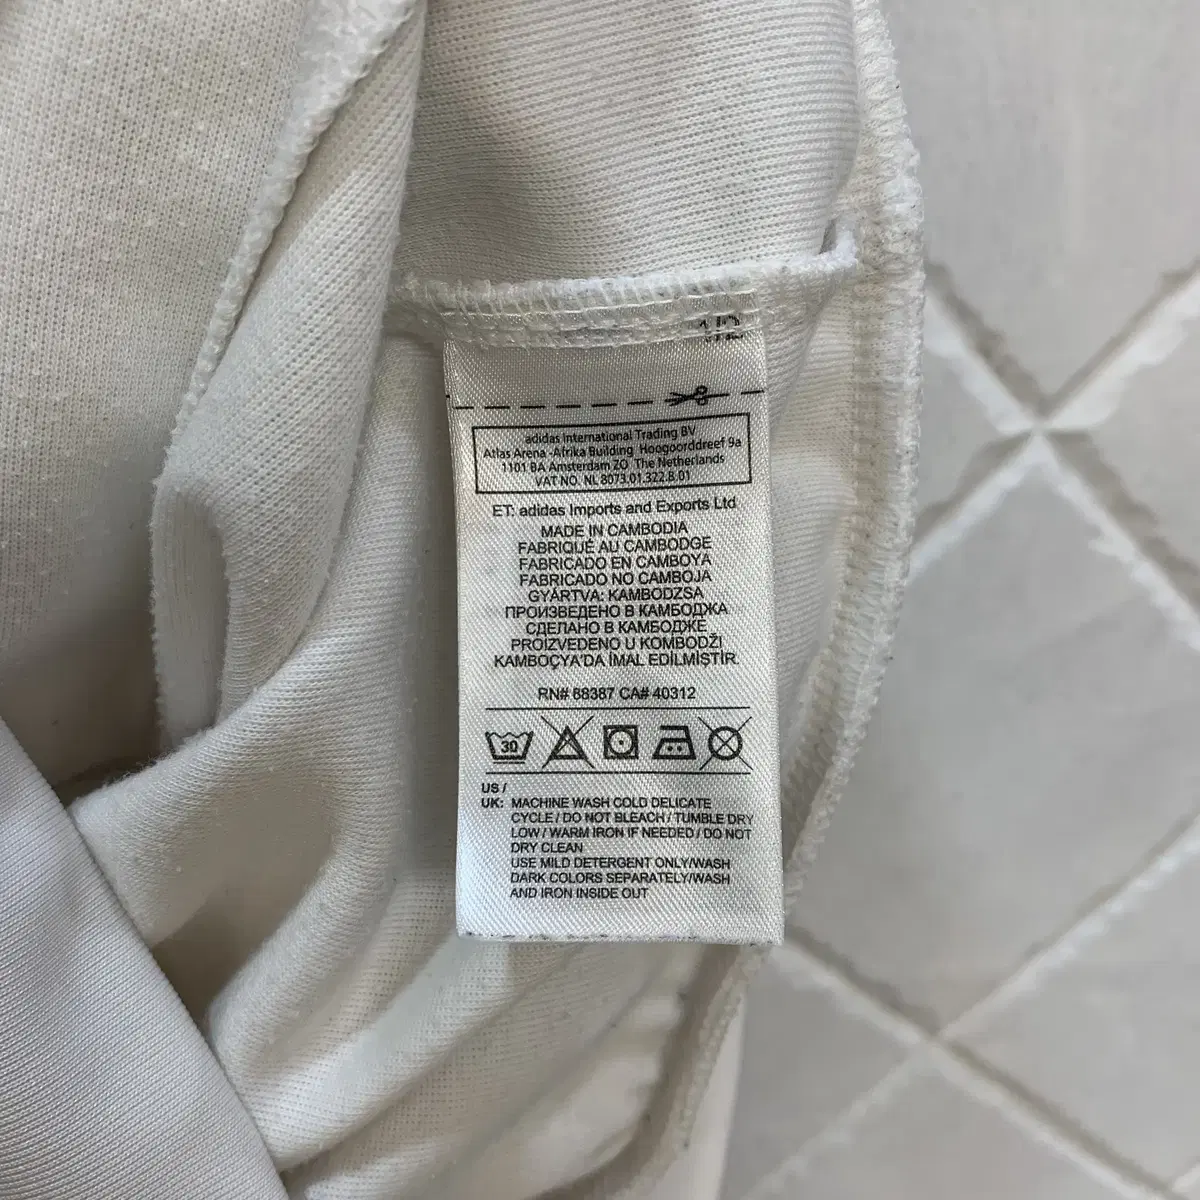 adidas International Trading BV
Atlas Arena -Afrika Building Hoogoorddreef 9a
1101 BA Amsterdam ZO The Netherlands
VAT NO. NL 8073.01.322.B.01
ET: adidas Imports and Exports Ltd
MADE IN CAMBODIA
FABRIQUÉ AU CAMBODGE
FABRICADO EN CAMBOYA
FABRICADO NO CAMBOJA
GYÁRTVA: KAMBODZSA
ПРОИЗВЕДЕНО В КАМБОДЖА
СДЕЛАНО В КАМБОДЖЕ
PROIZVEDENO U KOMBODŽI
KAMBOÇYA'DA İMAL EDİLMİŞTİR.
RN# 88387 CA# 40312
30
US /
UK: MACHINE WASH COLD DELICATE
CYCLE / DO NOT BLEACH / TUMBLE DRY
LOW / WARM IRON IF NEEDED / DO NOT
DRY CLEAN
USE MILD DETERGENT ONLY/WASH
DARK COLORS SEPARATELY/WASH
AND IRON INSIDE OUT